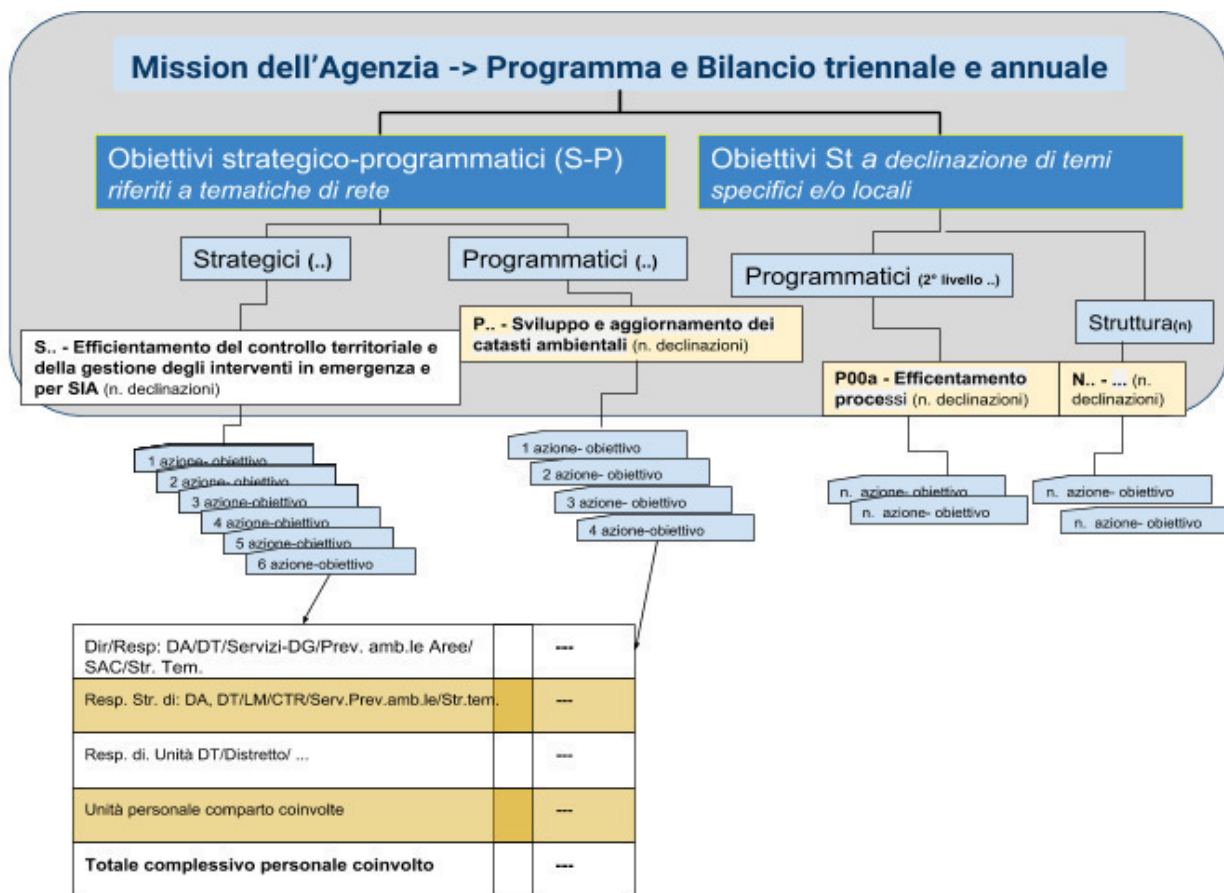 Mission dell'Agenzia -> Programma e Bilancio triennale e annuale
Obiettivi strategico-programmatici (S-P)
riferiti a tematiche di rete
Obiettivi St a declinazione di temi
specifici e/o locali
Strategici (..)
Programmatici (..)
Programmatici (2° livello ..)
Struttura(n)
S.. - Efficientamento del controllo territoriale e
della gestione degli interventi in emergenza e
per SIA (n. declinazioni)
P.. - Sviluppo e aggiornamento dei
catasti ambientali (n. declinazioni)
P00a - Efficentamento
processi (n. declinazioni)
N.. - ... (n.
declinazioni)
1 azione-obiettivo
2 azione-obiettivo
3 azione-obiettivo
4 azione-obiettivo
5 azione-obiettivo
6 azione-obiettivo
1 azione- obiettivo
2 azione- obiettivo
3 azione- obiettivo
4 azione- obiettivo
n. azione- obiettivo
n. azione- obiettivo
n. azione- obiettivo
n. azione- obiettivo
Dir/Resp: DA/DT/Servizi-DG/Prev. amb.le Aree/ ---
SAC/Str. Tem.
Resp. Str. di: DA, DT/LM/CTR/Serv.Prev.amb.le/Str.tem. ---
Resp. di. Unità DT/Distretto/ ... ---
Unità personale comparto coinvolte ---
Totale complessivo personale coinvolto ---